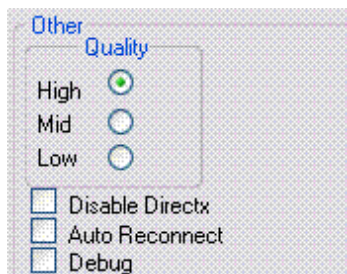 Other
Quality
High
Mid
Low
Disable Directx
Auto Reconnect
Debug